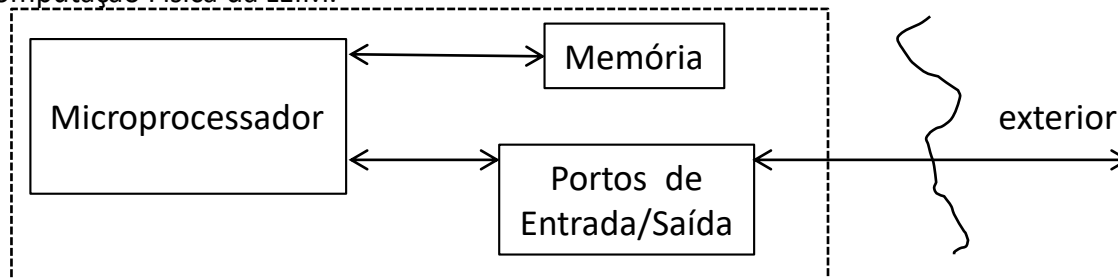 Memória
Microprocessador
exterior
Portos de
Entrada/Saída